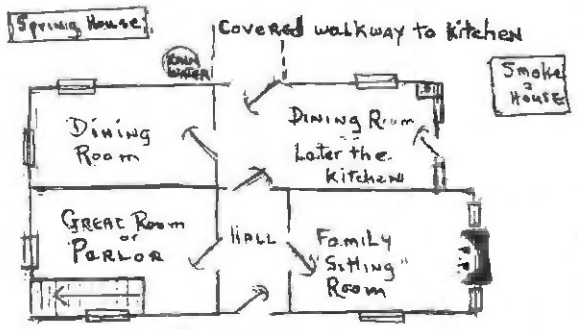 Spring House
Covered walkway to kitchen
RAIN
WATER
Smoke
House
Dining
Room
Dining Room
or
Later the
Kitchen
Great Room
or
Parlor
Hall
Family
"Sitting"
Room